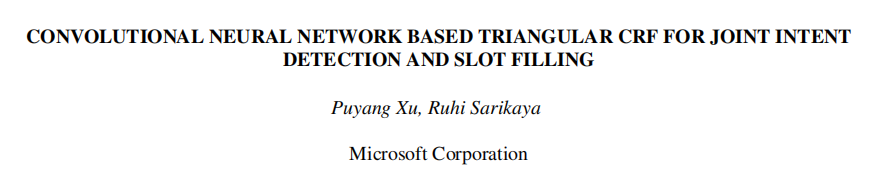 CONVOLUTIONAL NEURAL NETWORK BASED TRIANGULAR CRF FOR JOINT INTENT
DETECTION AND SLOT FILLING
Puyang Xu, Ruhi Sarikaya
Microsoft Corporation